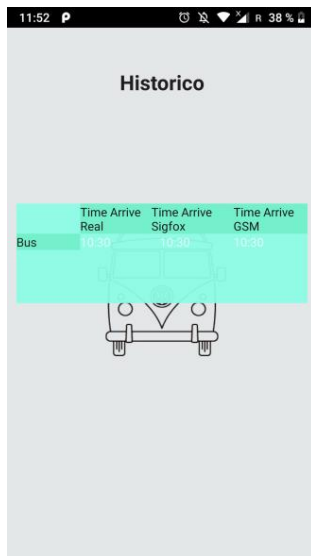 11:52 R 38 %
Historico
Time Arrive Time Arrive Time Arrive
Real Sigfox GSM
Bus 10:30 10:30 10:30